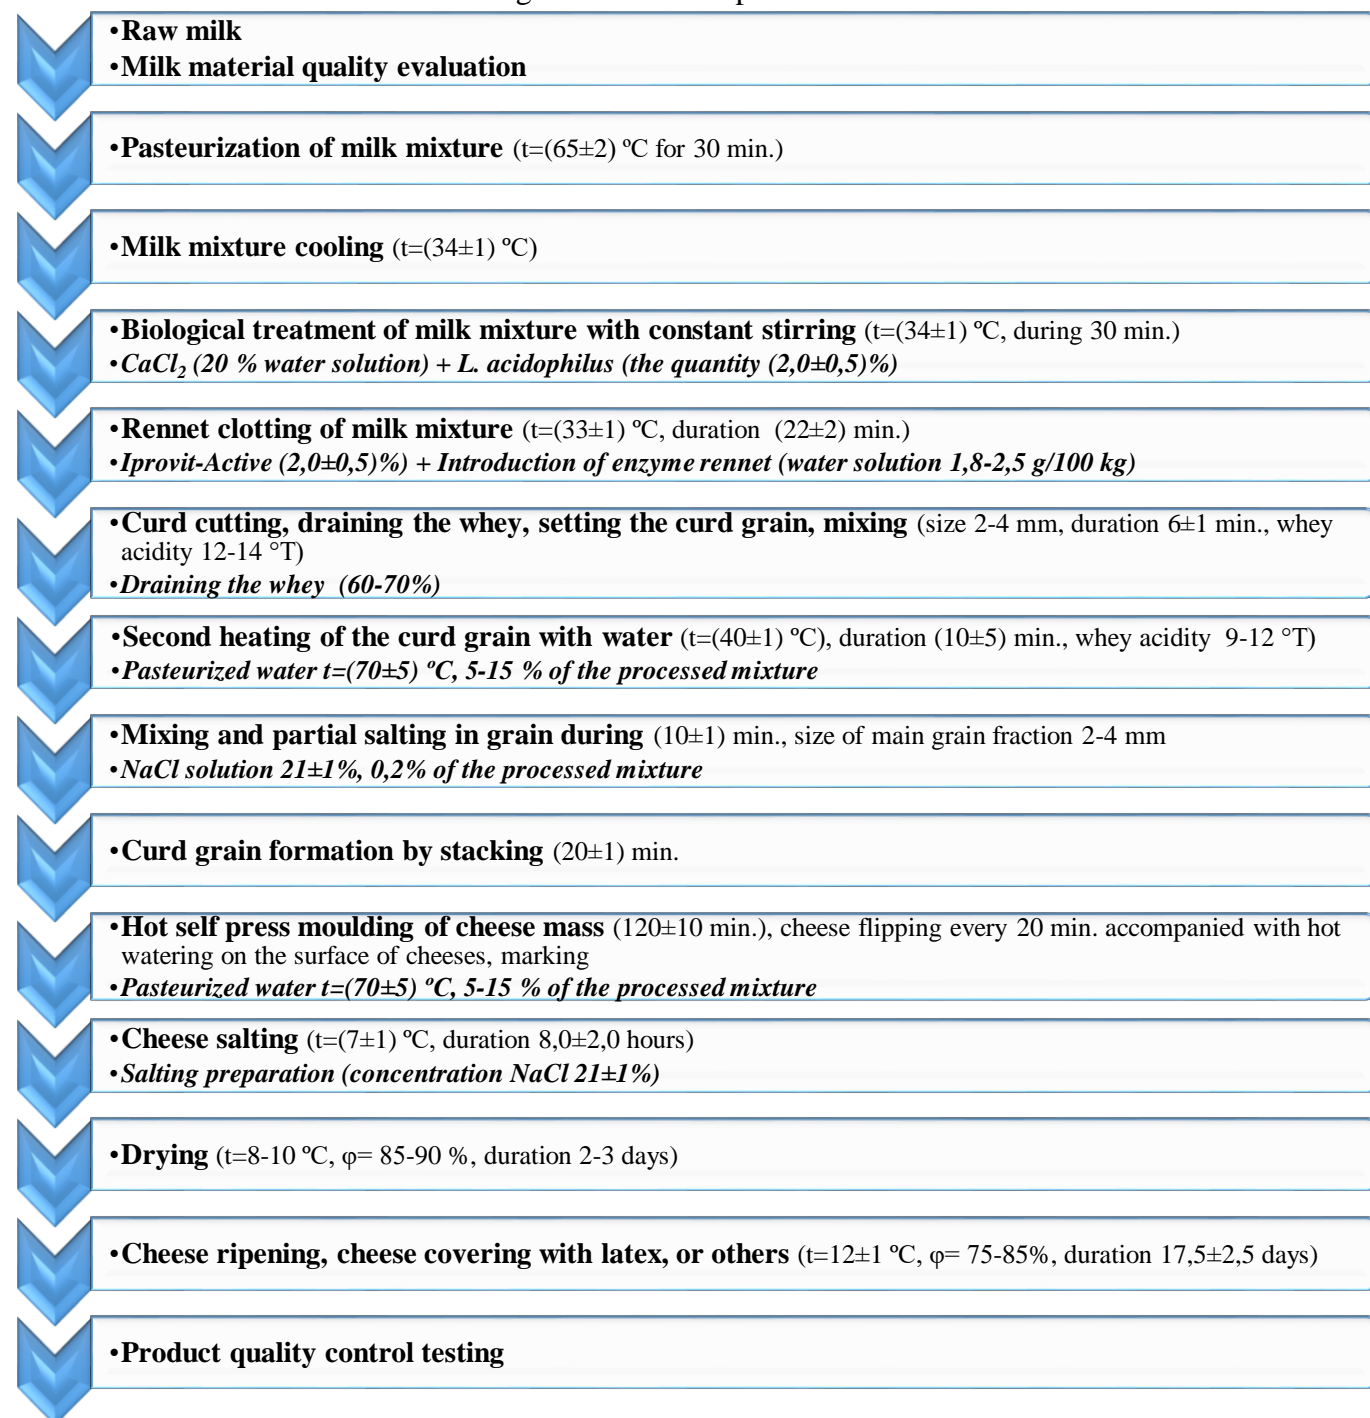 •Raw milk
•Milk material quality evaluation
•Pasteurization of milk mixture (t=(65±2) ºC for 30 min.)
•Milk mixture cooling (t=(34±1) ºC)
•Biological treatment of milk mixture with constant stirring (t=(34±1) ºC, during 30 min.)
•CaCl₂ (20 % water solution) + L. acidophilus (the quantity (2,0±0,5)%)
•Rennet clotting of milk mixture (t=(33±1) ºC, duration (22±2) min.)
•Iprovit-Active (2,0±0,5)%) + Introduction of enzyme rennet (water solution 1,8-2,5 g/100 kg)
•Curd cutting, draining the whey, setting the curd grain, mixing (size 2-4 mm, duration 6±1 min., whey
acidity 12-14 °T)
•Draining the whey (60-70%)
•Second heating of the curd grain with water (t=(40±1) ºC), duration (10±5) min., whey acidity 9-12 °T)
•Pasteurized water t=(70±5) ºC, 5-15 % of the processed mixture
•Mixing and partial salting in grain during (10±1) min., size of main grain fraction 2-4 mm
•NaCl solution 21±1%, 0,2% of the processed mixture
•Curd grain formation by stacking (20±1) min.
•Hot self press moulding of cheese mass (120±10 min.), cheese flipping every 20 min. accompanied with hot
watering on the surface of cheeses, marking
•Pasteurized water t=(70±5) ºC, 5-15 % of the processed mixture
•Cheese salting (t=(7±1) ºC, duration 8,0±2,0 hours)
•Salting preparation (concentration NaCl 21±1%)
•Drying (t=8-10 ºC, φ= 85-90 %, duration 2-3 days)
•Cheese ripening, cheese covering with latex, or others (t=12±1 ºC, φ= 75-85%, duration 17,5±2,5 days)
•Product quality control testing